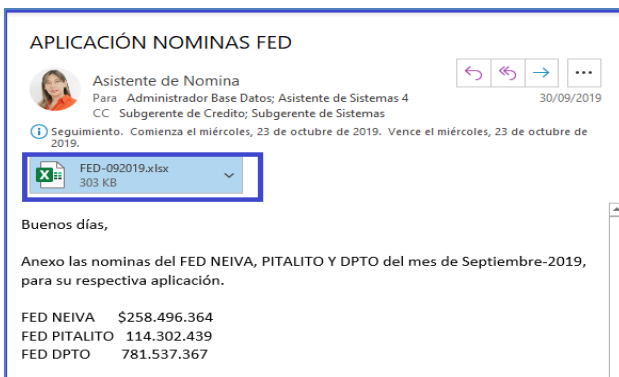 APLICACIÓN NOMINAS FED
Asistente de Nomina
Para Administrador Base Datos; Asistente de Sistemas 4
30/09/2019
CC Subgerente de Credito; Subgerente de Sistemas
Seguimiento. Comienza el miércoles, 23 de octubre de 2019. Vence el miércoles, 23 de octubre de
2019.
FED-092019.xlsx
303 KB
Buenos días,
Anexo las nominas del FED NEIVA, PITALITO Y DPTO del mes de Septiembre-2019,
para su respectiva aplicación.
FED NEIVA $258.496.364
FED PITALITO 114.302.439
FED DPTO 781.537.367